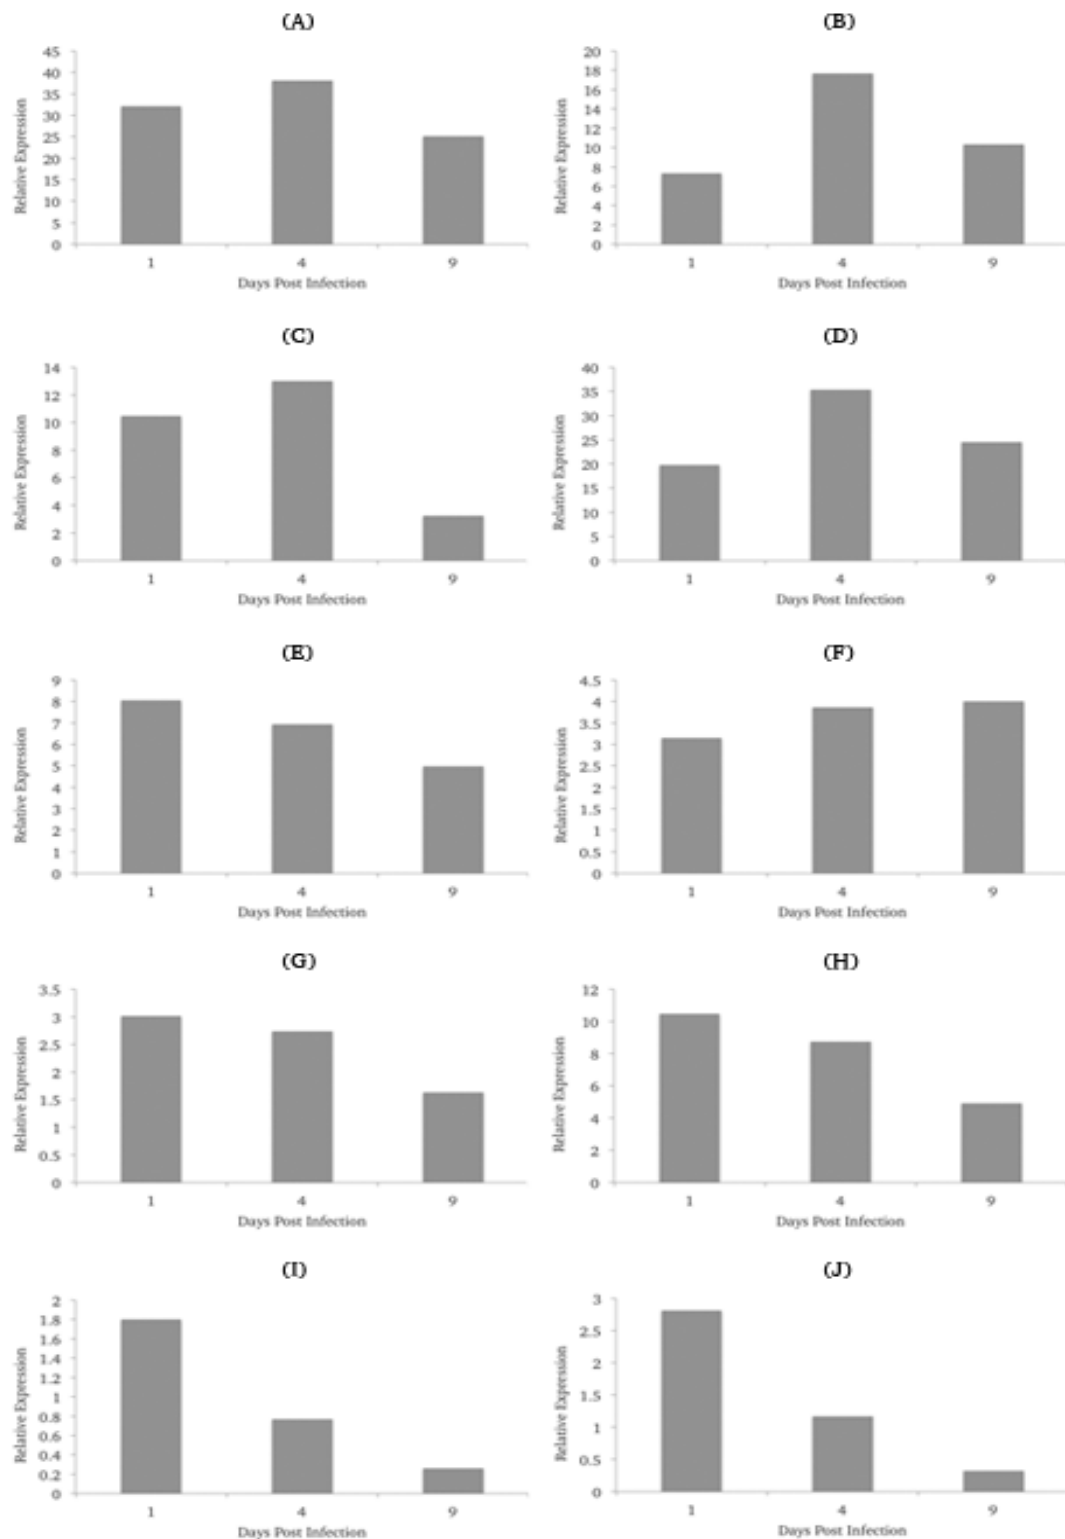 (A)
Relative Expression
45
40
35
30
25
20
15
10
5
0
1 4 9
Days Post Infection
(B)
Relative Expression
20
18
16
14
12
10
8
6
4
2
0
1 4 9
Days Post Infection
(C)
Relative Expression
14
12
10
8
6
4
2
0
1 4 9
Days Post Infection
(D)
Relative Expression
40
35
30
25
20
15
10
5
0
1 4 9
Days Post Infection
(E)
Relative Expression
9
8
7
6
5
4
3
2
1
0
1 4 9
Days Post Infection
(F)
Relative Expression
4.5
4
3.5
3
2.5
2
1.5
1
0.5
0
1 4 9
Days Post Infection
(G)
Relative Expression
3.5
3
2.5
2
1.5
1
0.5
0
1 4 9
Days Post Infection
(H)
Relative Expression
12
10
8
6
4
2
0
1 4 9
Days Post Infection
(I)
Relative Expression
2
1.8
1.6
1.4
1.2
1
0.8
0.6
0.4
0.2
0
1 4 9
Days Post Infection
(J)
Relative Expression
3
2.5
2
1.5
1
0.5
0
1 4 9
Days Post Infection